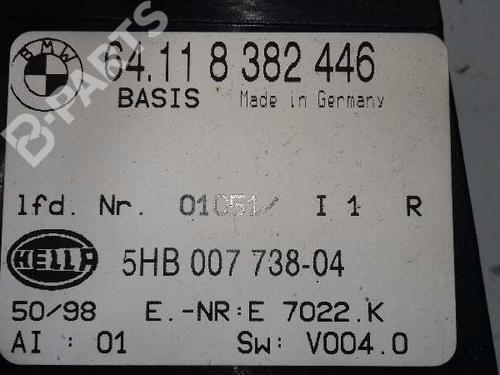 BMW
64.11 8 382 446
BASIS Made in Germany
B-PARTS
lfd. Nr. 01051/ I 1 R
HELLA 5HB 007 738-04
50/98 E.-NR:E 7022.K
AI : 01 SW: V004.0